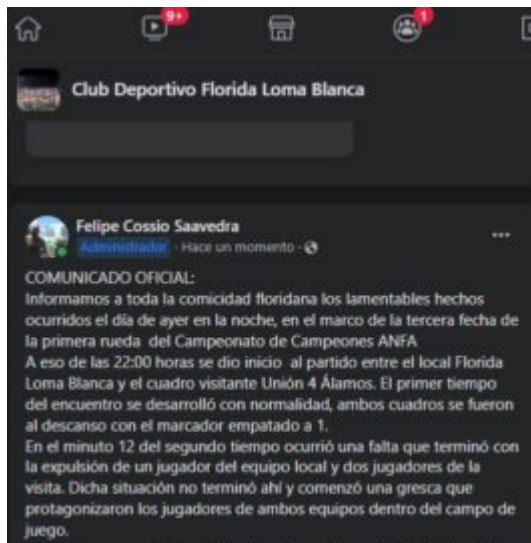 9+
1
Club Deportivo Florida Loma Blanca
Felipe Cossio Saavedra
Administrador · Hace un momento ·
COMUNICADO OFICIAL:
Informamos a toda la comicidad floridana los lamentables hechos
ocurridos el día de ayer en la noche, en el marco de la tercera fecha de
la primera rueda del Campeonato de Campeones ANFA
A eso de las 22:00 horas se dio inicio al partido entre el local Florida
Loma Blanca y el cuadro visitante Unión 4 Álamos. El primer tiempo
del encuentro se desarrolló con normalidad, ambos cuadros se fueron
al descanso con el marcador empatado a 1.
En el minuto 12 del segundo tiempo ocurrió una falta que terminó con
la expulsión de un jugador del equipo local y dos jugadores de la
visita. Dicha situación no terminó ahí y comenzó una gresca que
protagonizaron los jugadores de ambos equipos dentro del campo de
juego.